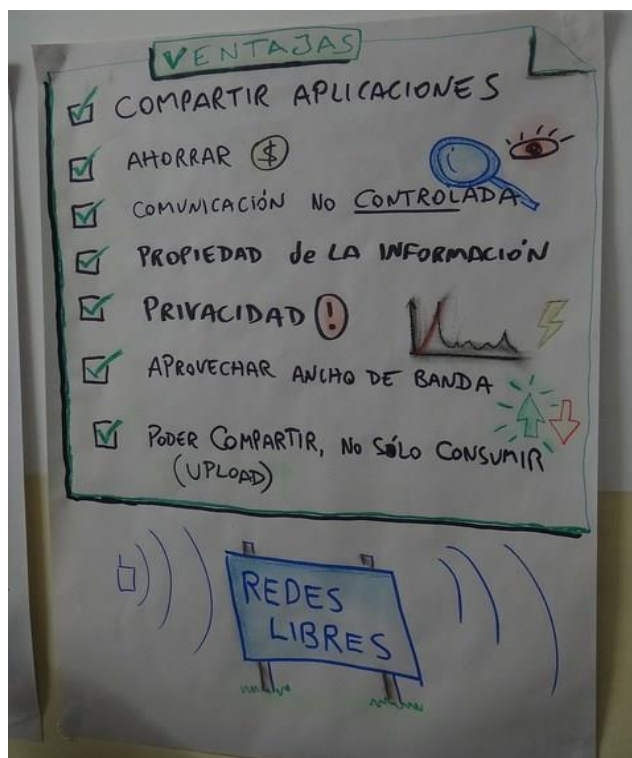 VENTAJAS
COMPARTIR APLICACIONES
AHORRAR $
COMUNICACIÓN NO CONTROLADA
PROPIEDAD de LA INFORMACIÓN
PRIVACIDAD !
APROVECHAR ANCHO DE BANDA
PODER COMPARTIR, NO SÓLO CONSUMIR
(UPLOAD)
REDES
LIBRES